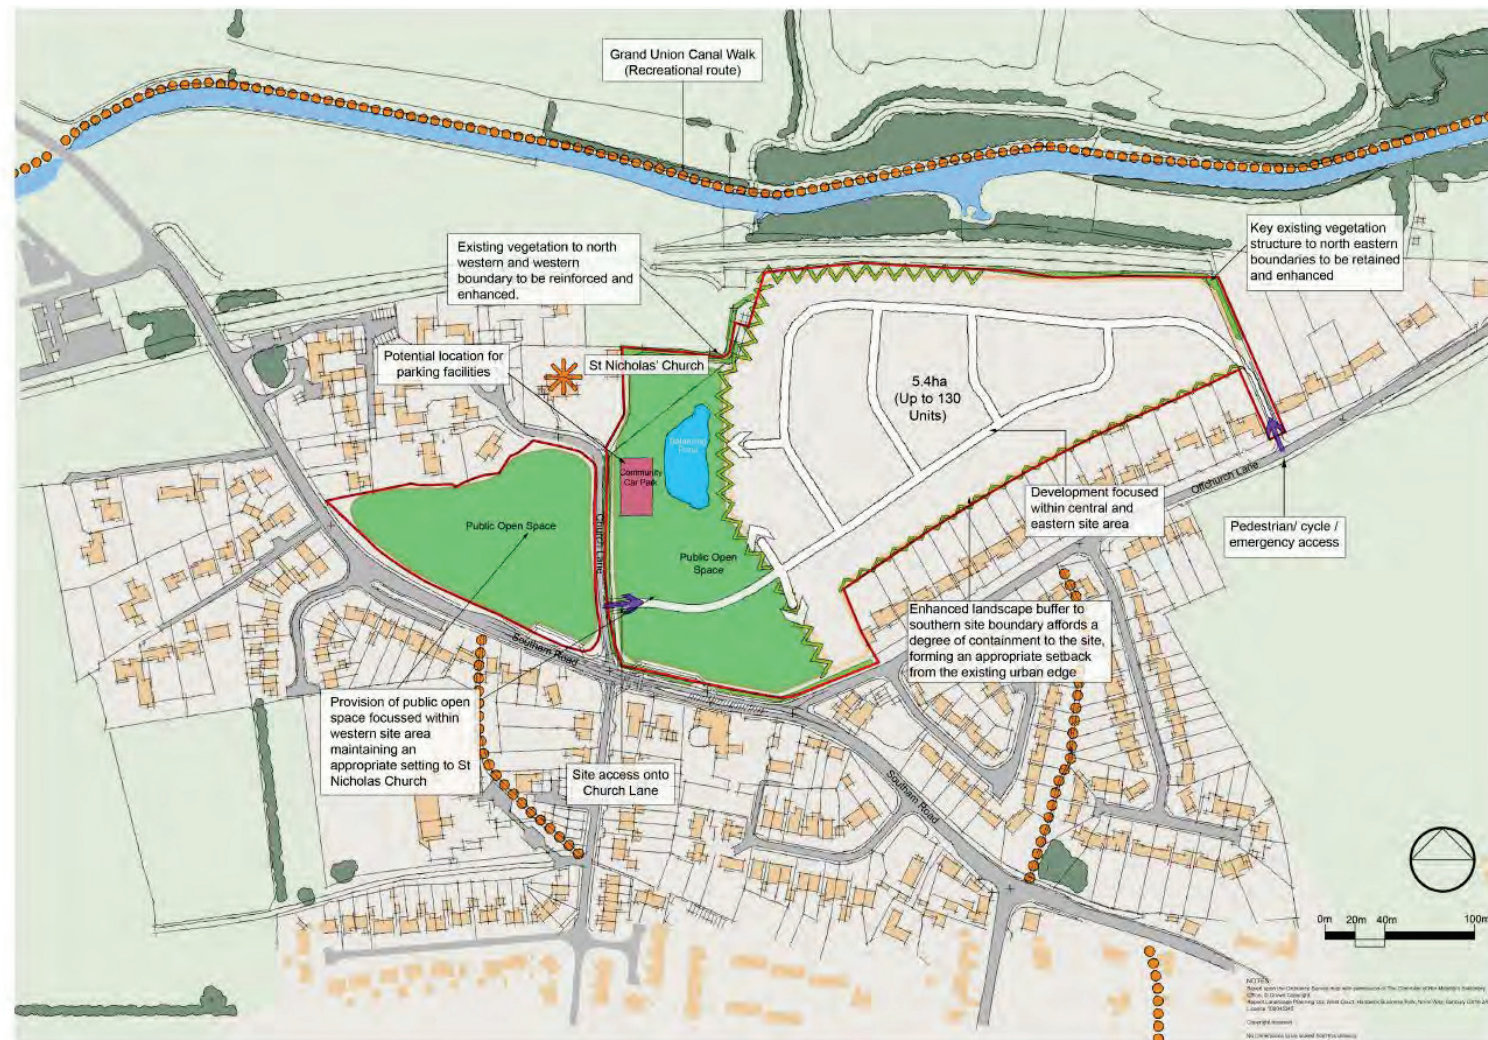 Grand Union Canal Walk
(Recreational route)
Existing vegetation to north
western and western
boundary to be reinforced and
enhanced.
Key existing vegetation
structure to north eastern
boundaries to be retained
and enhanced
Potential location for
parking facilities
St Nicholas' Church
5.4ha
(Up to 130
Units)
Balancing
Pond
Community
Car Park
Offchurch Lane
Development focused
within central and
eastern site area
Pedestrian/ cycle /
emergency access
Public Open Space
Church Lane
Public Open
Space
Enhanced landscape buffer to
southern site boundary affords a
degree of containment to the site,
forming an appropriate setback
from the existing urban edge
Southam Road
Provision of public open
space focussed within
western site area
maintaining an
appropriate setting to St
Nicholas Church
Site access onto
Church Lane
Southam Road
0m 20m 40m 100m
NOTES:
Copyright reserved